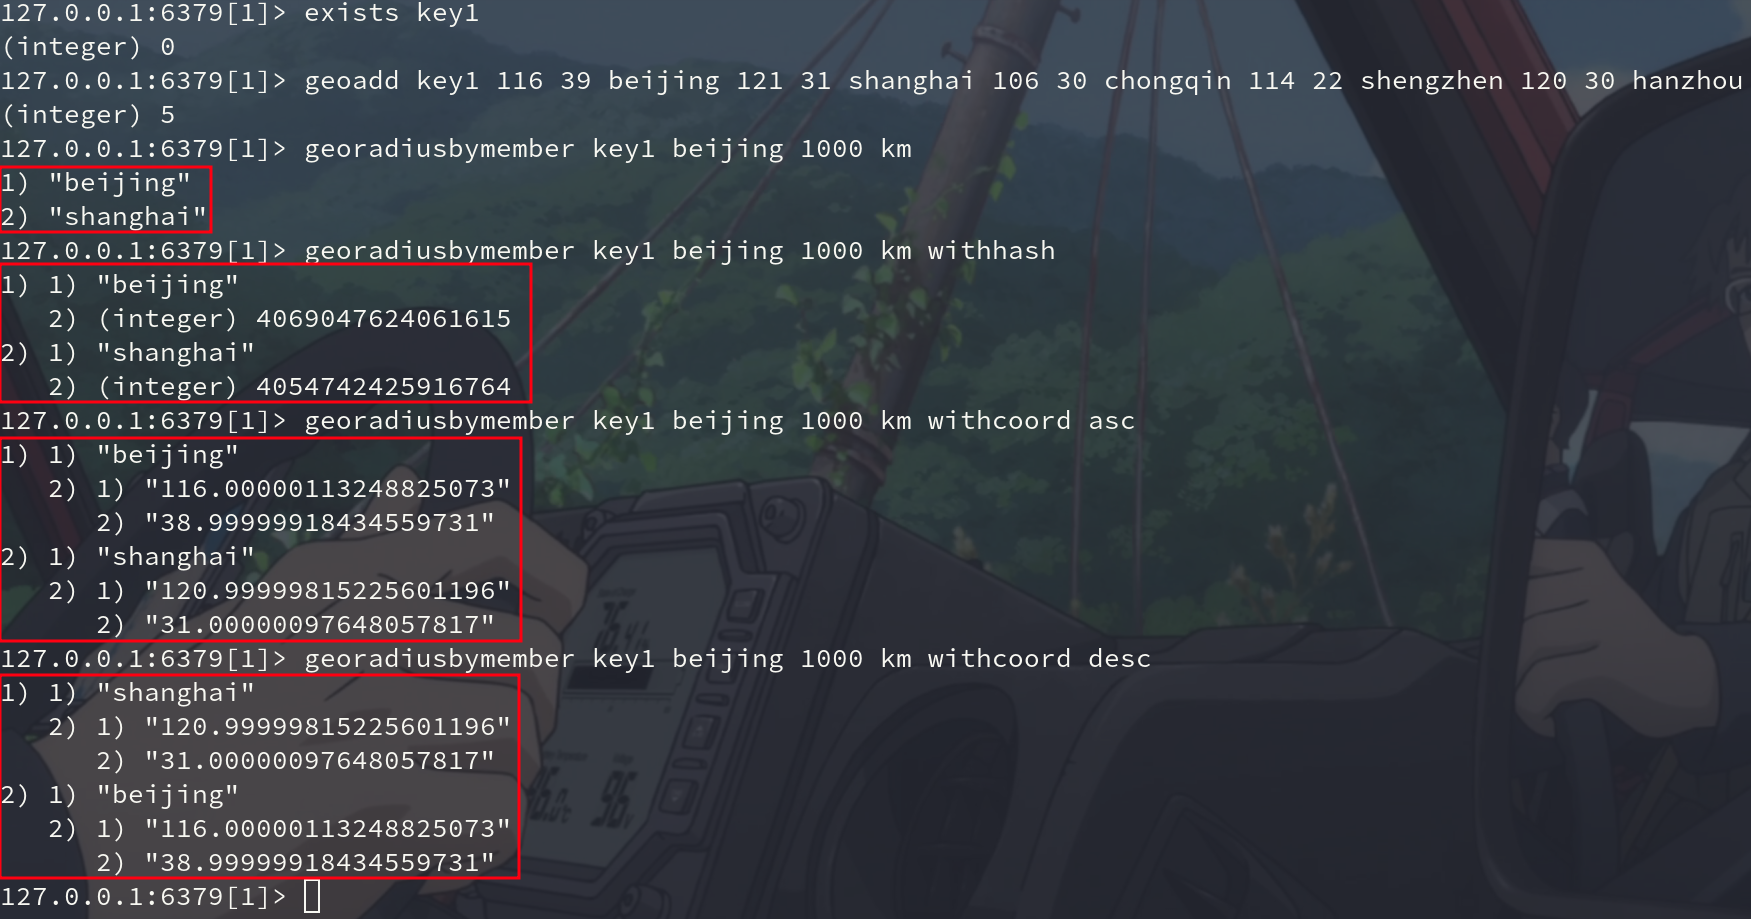 127.0.0.1:6379[1]> exists key1
(integer) 0
127.0.0.1:6379[1]> geoadd key1 116 39 beijing 121 31 shanghai 106 30 chongqin 114 22 shengzhen 120 30 hanzhou
(integer) 5
127.0.0.1:6379[1]> georadiusbymember key1 beijing 1000 km
1) "beijing"
2) "shanghai"
127.0.0.1:6379[1]> georadiusbymember key1 beijing 1000 km withhash
1) 1) "beijing"
   2) (integer) 4069047624061615
2) 1) "shanghai"
   2) (integer) 4054742425916764
127.0.0.1:6379[1]> georadiusbymember key1 beijing 1000 km withcoord asc
1) 1) "beijing"
   2) 1) "116.00000113248825073"
      2) "38.99999918434559731"
2) 1) "shanghai"
   2) 1) "120.99999815225601196"
      2) "31.00000097648057817"
127.0.0.1:6379[1]> georadiusbymember key1 beijing 1000 km withcoord desc
1) 1) "shanghai"
   2) 1) "120.99999815225601196"
      2) "31.00000097648057817"
2) 1) "beijing"
   2) 1) "116.00000113248825073"
      2) "38.99999918434559731"
127.0.0.1:6379[1]>